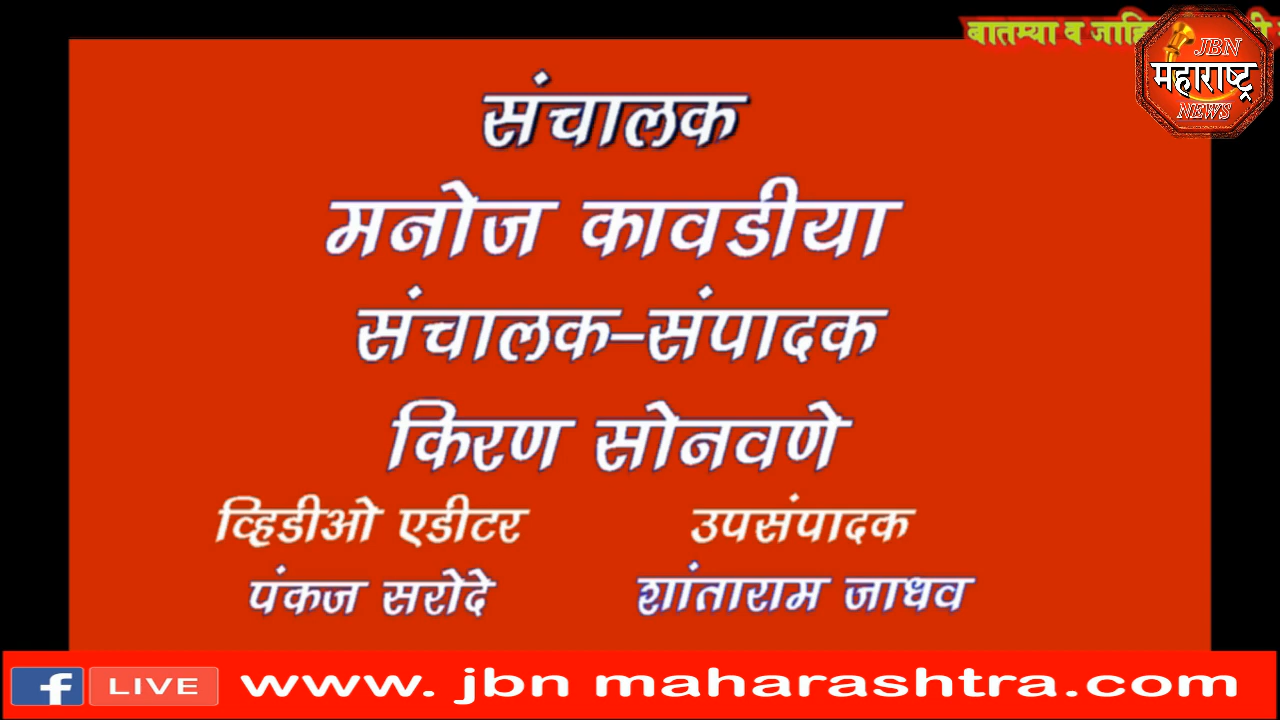 बातम्या व
JBN
महाराष्ट्र
NEWS
संचालक
मनोज कावडीया
संचालक-संपादक
किरण सोनवणे
व्हिडीओ एडीटर उपसंपादक
पंकज सरोदे शांताराम जाधव
f LIVE www. jbn maharashtra.com